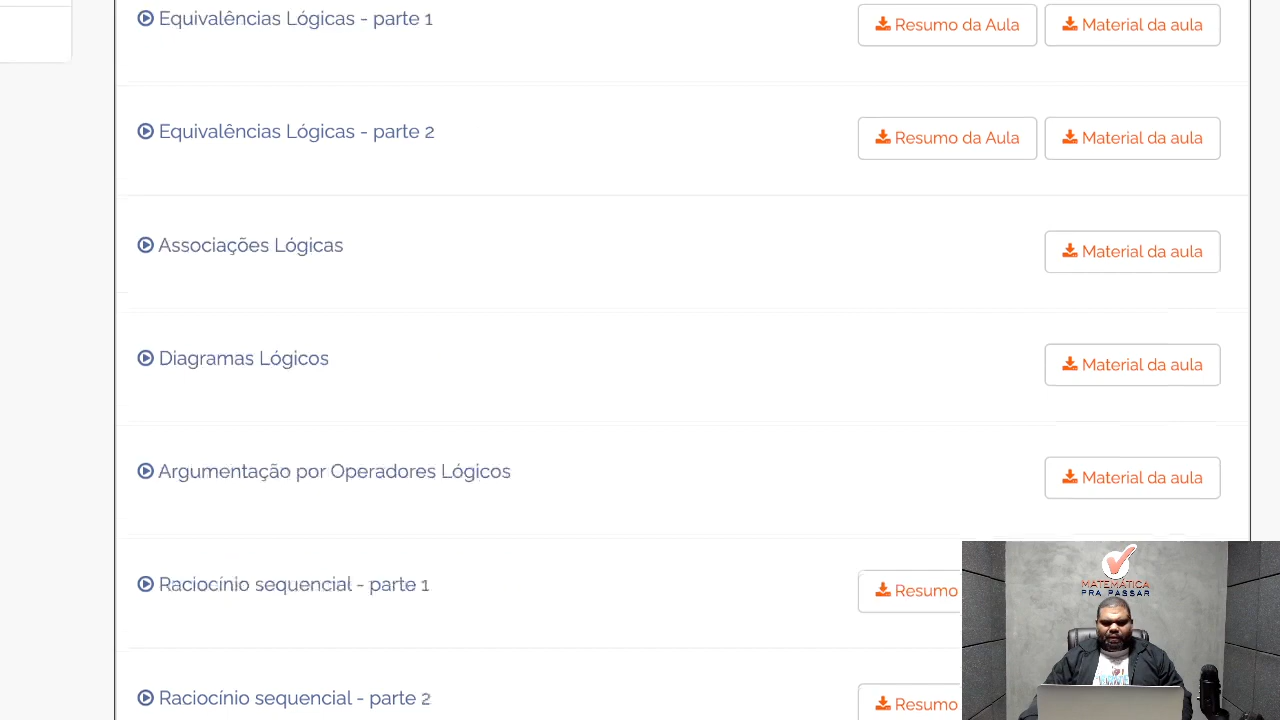 Equivalências Lógicas - parte 1
Resumo da Aula
Material da aula
Equivalências Lógicas - parte 2
Resumo da Aula
Material da aula
Associações Lógicas
Material da aula
Diagramas Lógicos
Material da aula
Argumentação por Operadores Lógicos
Material da aula
Raciocínio sequencial - parte 1
Resumo
Raciocínio sequencial - parte 2
Resumo
MATEMÁTICA
PRA PASSAR